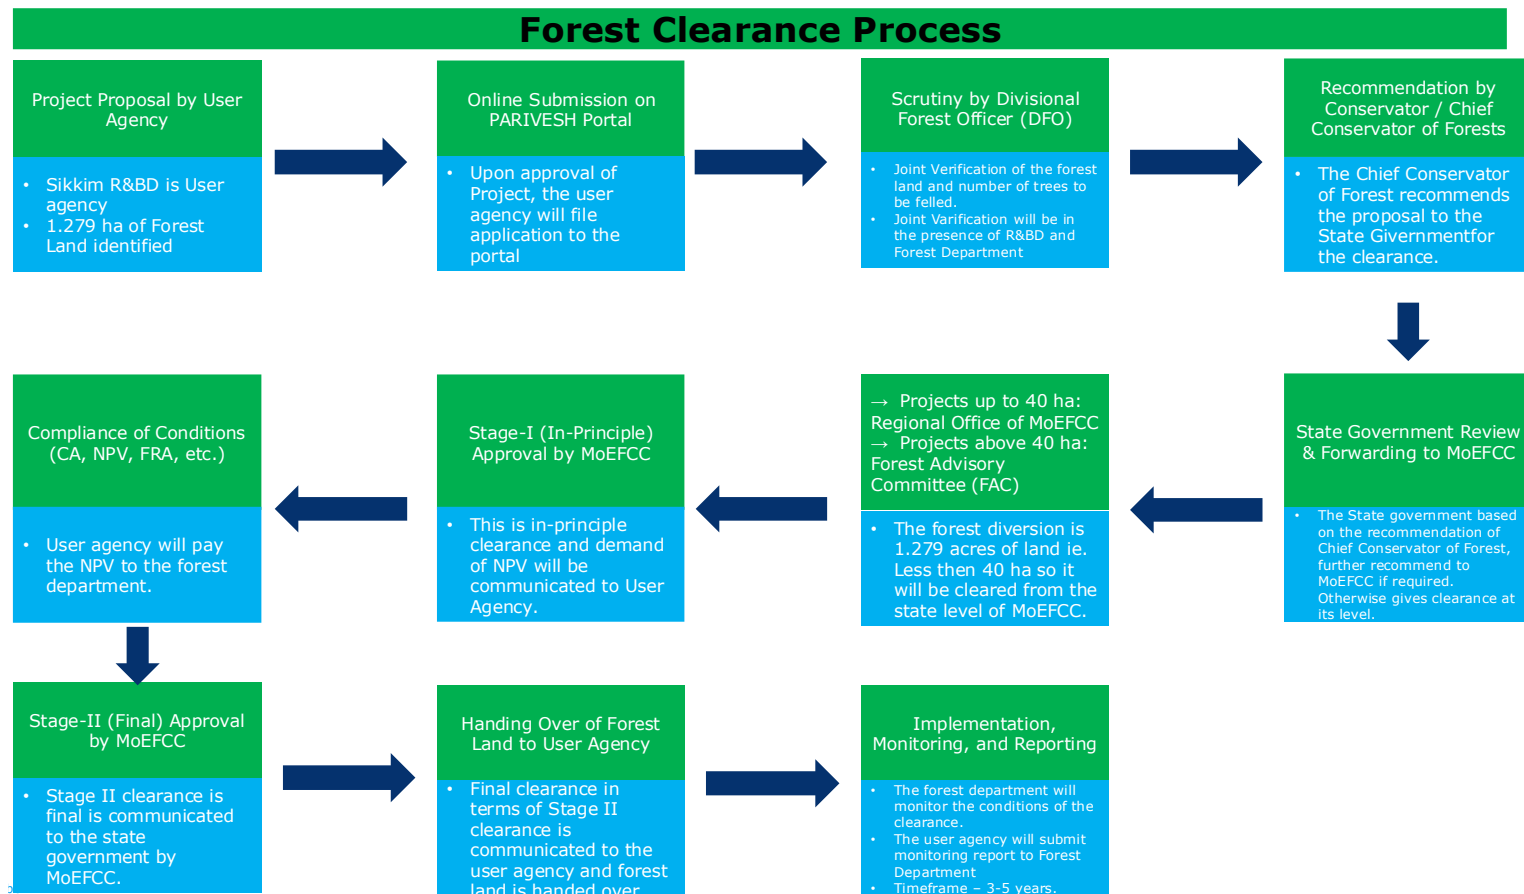 Forest Clearance Process
Project Proposal by User
Agency
• Sikkim R&BD is User
agency
• 1.279 ha of Forest
Land identified
Online Submission on
PARIVESH Portal
• Upon approval of
Project, the user
agency will file
application to the
portal
Scrutiny by Divisional
Forest Officer (DFO)
• Joint Verification of the forest
land and number of trees to
be felled.
• Joint Varification will be in
the presence of R&BD and
Forest Department
Recommendation by
Conservator / Chief
Conservator of Forests
• The Chief Conservator
of Forest recommends
the proposal to the
State Givernmentfor
the clearance.
State Government Review
& Forwarding to MoEFCC
• The State government based
on the recommendation of
Chief Conservator of Forest,
further recommend to
MoEFCC if required.
Otherwise gives clearance at
its level.
→ Projects up to 40 ha:
Regional Office of MoEFCC
→ Projects above 40 ha:
Forest Advisory
Committee (FAC)
• The forest diversion is
1.279 acres of land ie.
Less then 40 ha so it
will be cleared from the
state level of MoEFCC.
Stage-I (In-Principle)
Approval by MoEFCC
• This is in-principle
clearance and demand
of NPV will be
communicated to User
Agency.
Compliance of Conditions
(CA, NPV, FRA, etc.)
• User agency will pay
the NPV to the forest
department.
Stage-II (Final) Approval
by MoEFCC
• Stage II clearance is
final is communicated
to the state
government by
MoEFCC.
Handing Over of Forest
Land to User Agency
• Final clearance in
terms of Stage II
clearance is
communicated to the
user agency and forest
land is handed over
Implementation,
Monitoring, and Reporting
• The forest department will
monitor the conditions of the
clearance.
• The user agency will submit
monitoring report to Forest
Department
• Timeframe – 3-5 years.